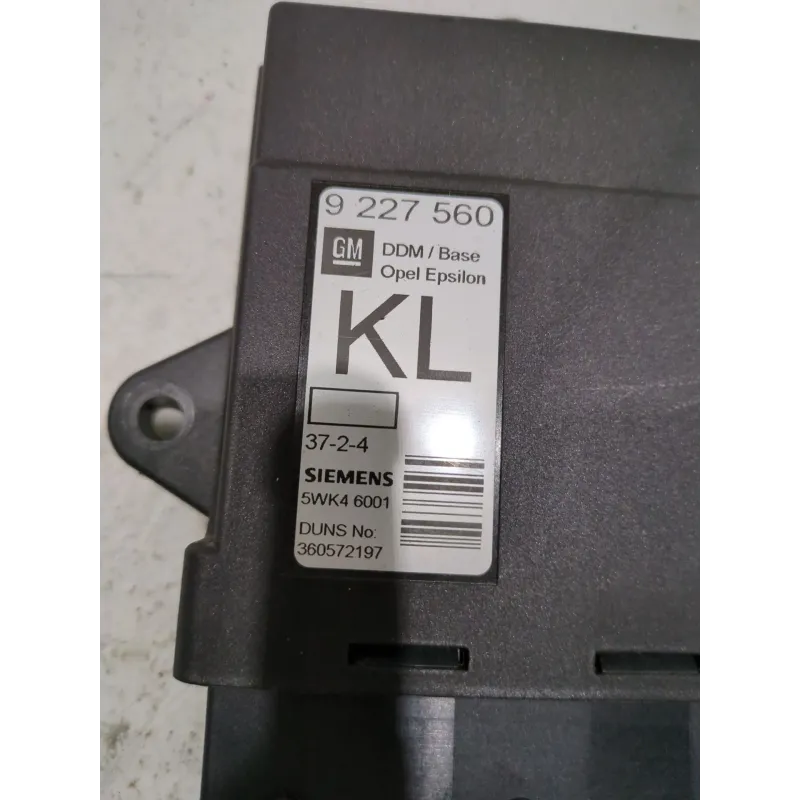 9 227 560
GM
DDM / Base
Opel Epsilon
KL
37-2-4
SIEMENS
5WK4 6001
DUNS No:
360572197